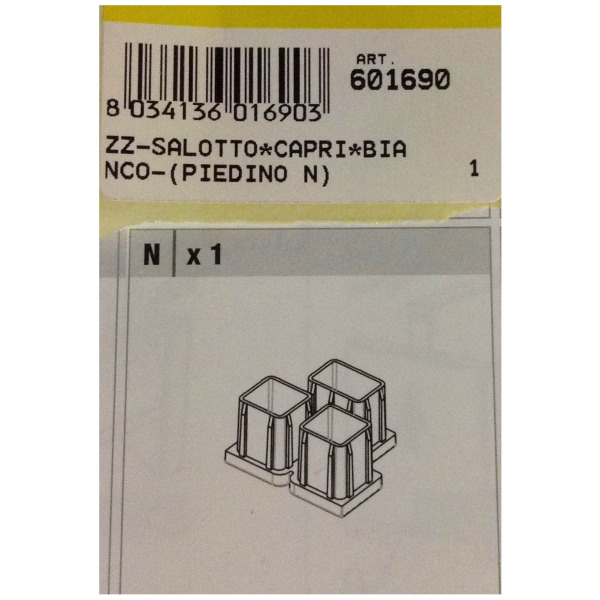 ART.
601690
8 034136 016903
ZZ-SALOTTO*CAPRI*BIA
NCO-(PIEDINO N) 1
N x 1